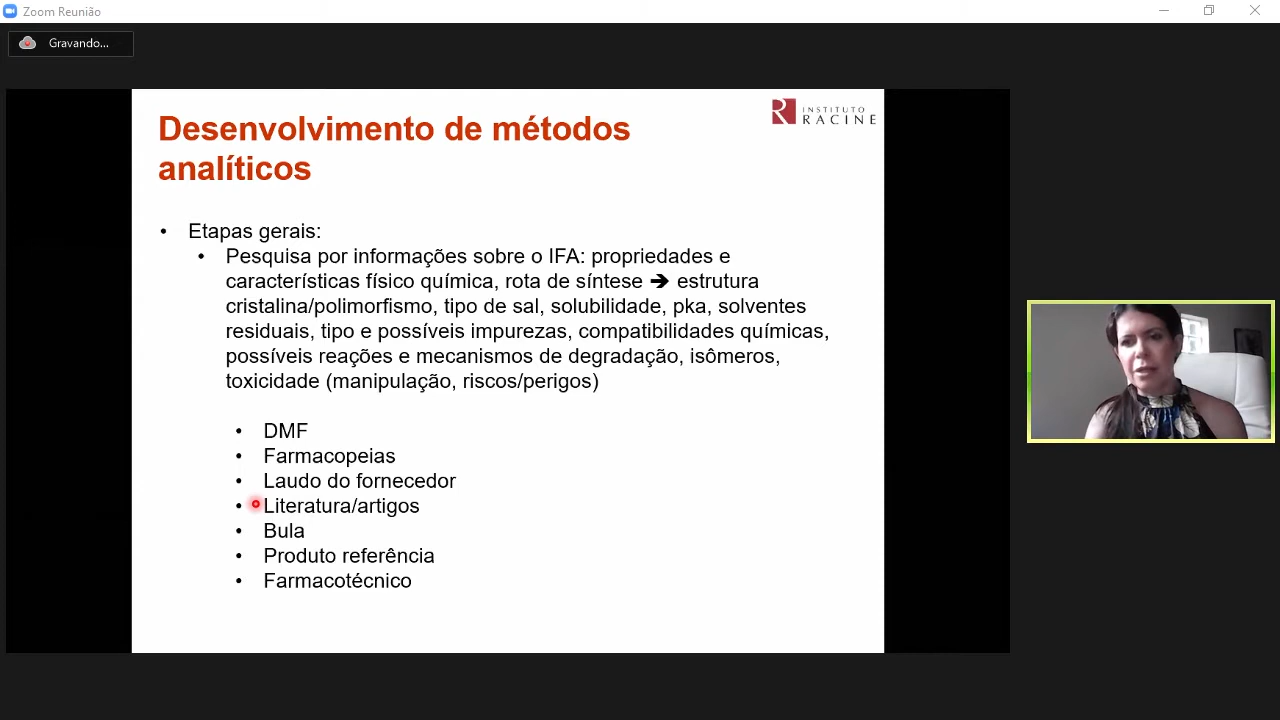 Zoom Reunião
Gravando...
INSTITUTO
RACINE
Desenvolvimento de métodos
analíticos
• Etapas gerais:
• Pesquisa por informações sobre o IFA: propriedades e
características físico química, rota de síntese ➔ estrutura
cristalina/polimorfismo, tipo de sal, solubilidade, pka, solventes
residuais, tipo e possíveis impurezas, compatibilidades químicas,
possíveis reações e mecanismos de degradação, isômeros,
toxicidade (manipulação, riscos/perigos)
• DMF
• Farmacopeias
• Laudo do fornecedor
• Literatura/artigos
• Bula
• Produto referência
• Farmacotécnico